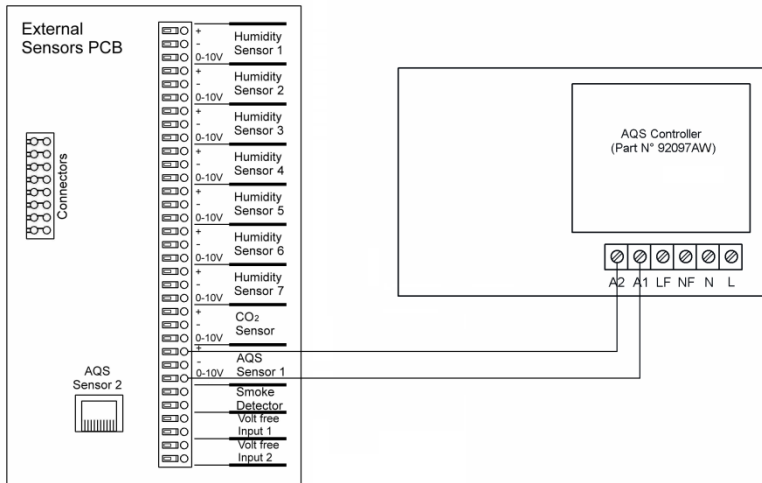 External
Sensors PCB
Connectors
AQS
Sensor 2
+
-
0-10V
Humidity
Sensor 1
+
-
0-10V
Humidity
Sensor 2
+
-
0-10V
Humidity
Sensor 3
+
-
0-10V
Humidity
Sensor 4
+
-
0-10V
Humidity
Sensor 5
+
-
0-10V
Humidity
Sensor 6
+
-
0-10V
Humidity
Sensor 7
+
-
0-10V
CO₂
Sensor
+
-
0-10V
AQS
Sensor 1
Smoke
Detector
Volt free
Input 1
Volt free
Input 2
AQS Controller
(Part N° 92097AW)
A2 A1 LF NF N L